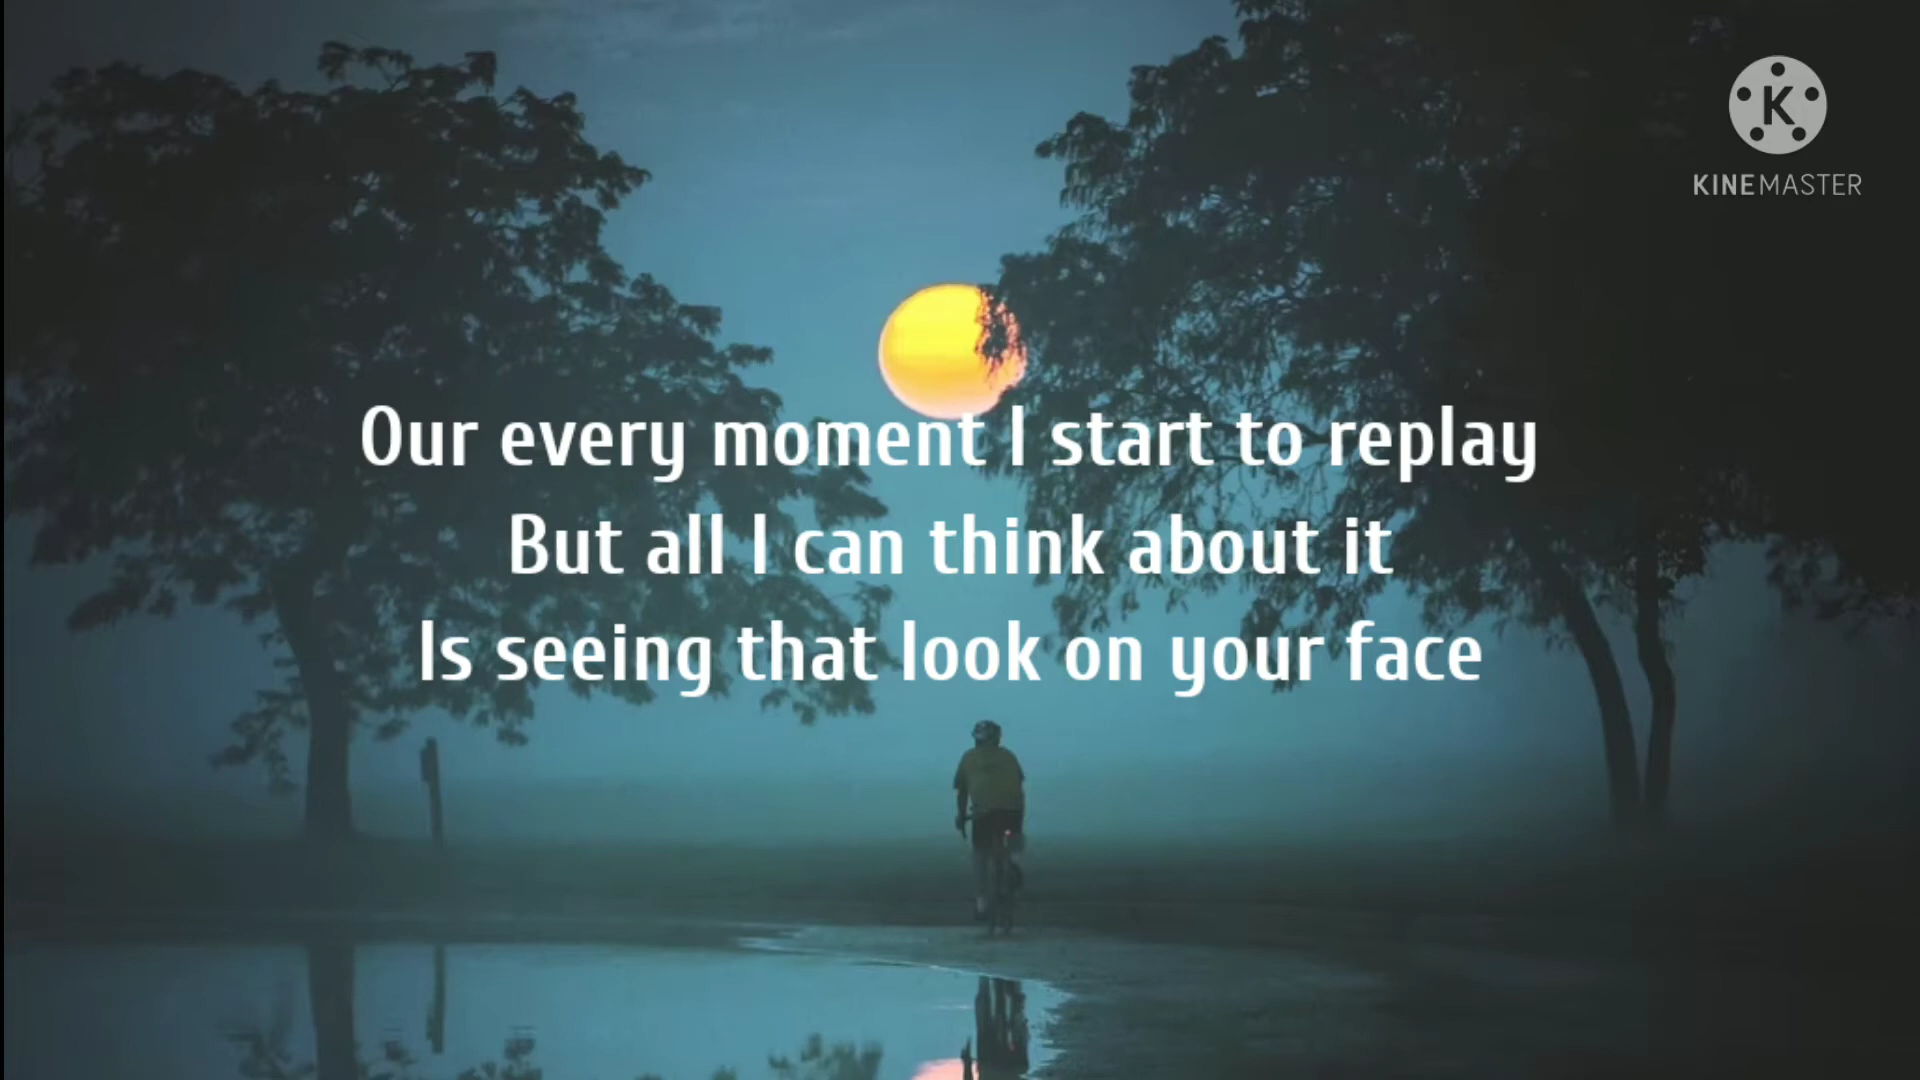 K
KINEMASTER
Our every moment I start to replay
But all I can think about it
Is seeing that look on your face